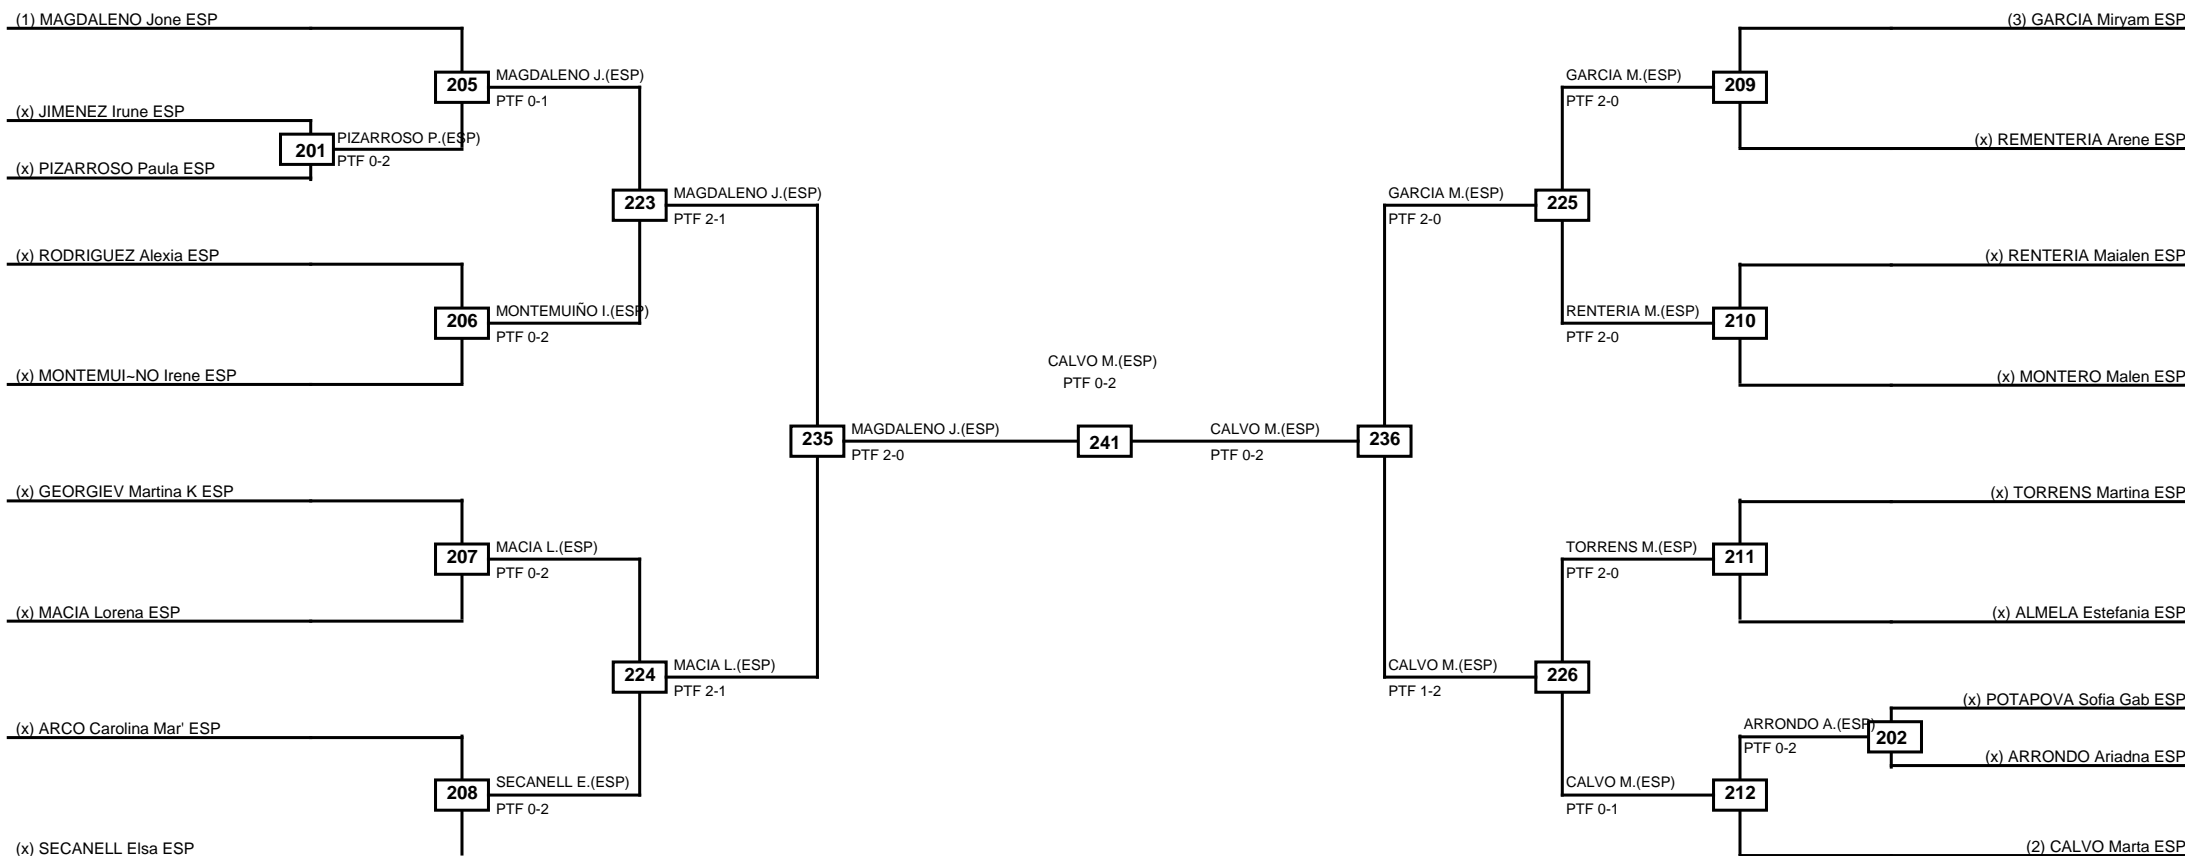 (1) MAGDALENO Jone ESP
(3) GARCIA Miryam ESP
205
MAGDALENO J.(ESP)
PTF 0-1
GARCIA M.(ESP)
PTF 2-0
209
(x) JIMENEZ Irune ESP
201
PIZARROSO P.(ESP)
PTF 0-2
(x) REMENTERIA Arene ESP
(x) PIZARROSO Paula ESP
223
MAGDALENO J.(ESP)
PTF 2-1
GARCIA M.(ESP)
PTF 2-0
225
(x) RODRIGUEZ Alexia ESP
(x) RENTERIA Maialen ESP
206
MONTEMUIÑO I.(ESP)
PTF 0-2
RENTERIA M.(ESP)
PTF 2-0
210
CALVO M.(ESP)
PTF 0-2
(x) MONTEMUI~NO Irene ESP
(x) MONTERO Malen ESP
235
MAGDALENO J.(ESP)
PTF 2-0
241
CALVO M.(ESP)
PTF 0-2
236
(x) GEORGIEV Martina K ESP
(x) TORRENS Martina ESP
207
MACIA L.(ESP)
PTF 0-2
TORRENS M.(ESP)
PTF 2-0
211
(x) MACIA Lorena ESP
(x) ALMELA Estefania ESP
224
MACIA L.(ESP)
PTF 2-1
CALVO M.(ESP)
PTF 1-2
226
(x) POTAPOVA Sofia Gab ESP
(x) ARCO Carolina Mar' ESP
ARRONDO A.(ESP)
PTF 0-2
202
(x) ARRONDO Ariadna ESP
208
SECANELL E.(ESP)
PTF 0-2
CALVO M.(ESP)
PTF 0-1
212
(x) SECANELL Elsa ESP
(2) CALVO Marta ESP